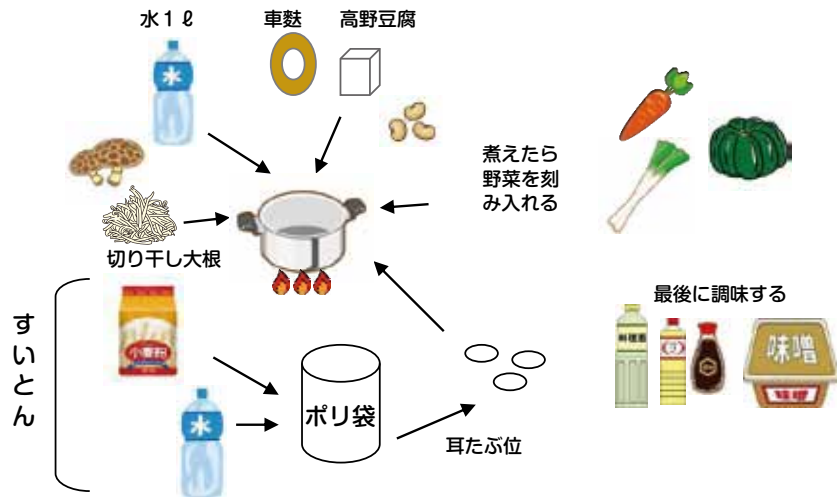 水１ℓ
車麩
高野豆腐
水
煮えたら
野菜を刻
み入れる
切り干し大根
最後に調味する
すいとん
小麦粉
料理酒
味噌
味噌
ポリ袋
水
耳たぶ位